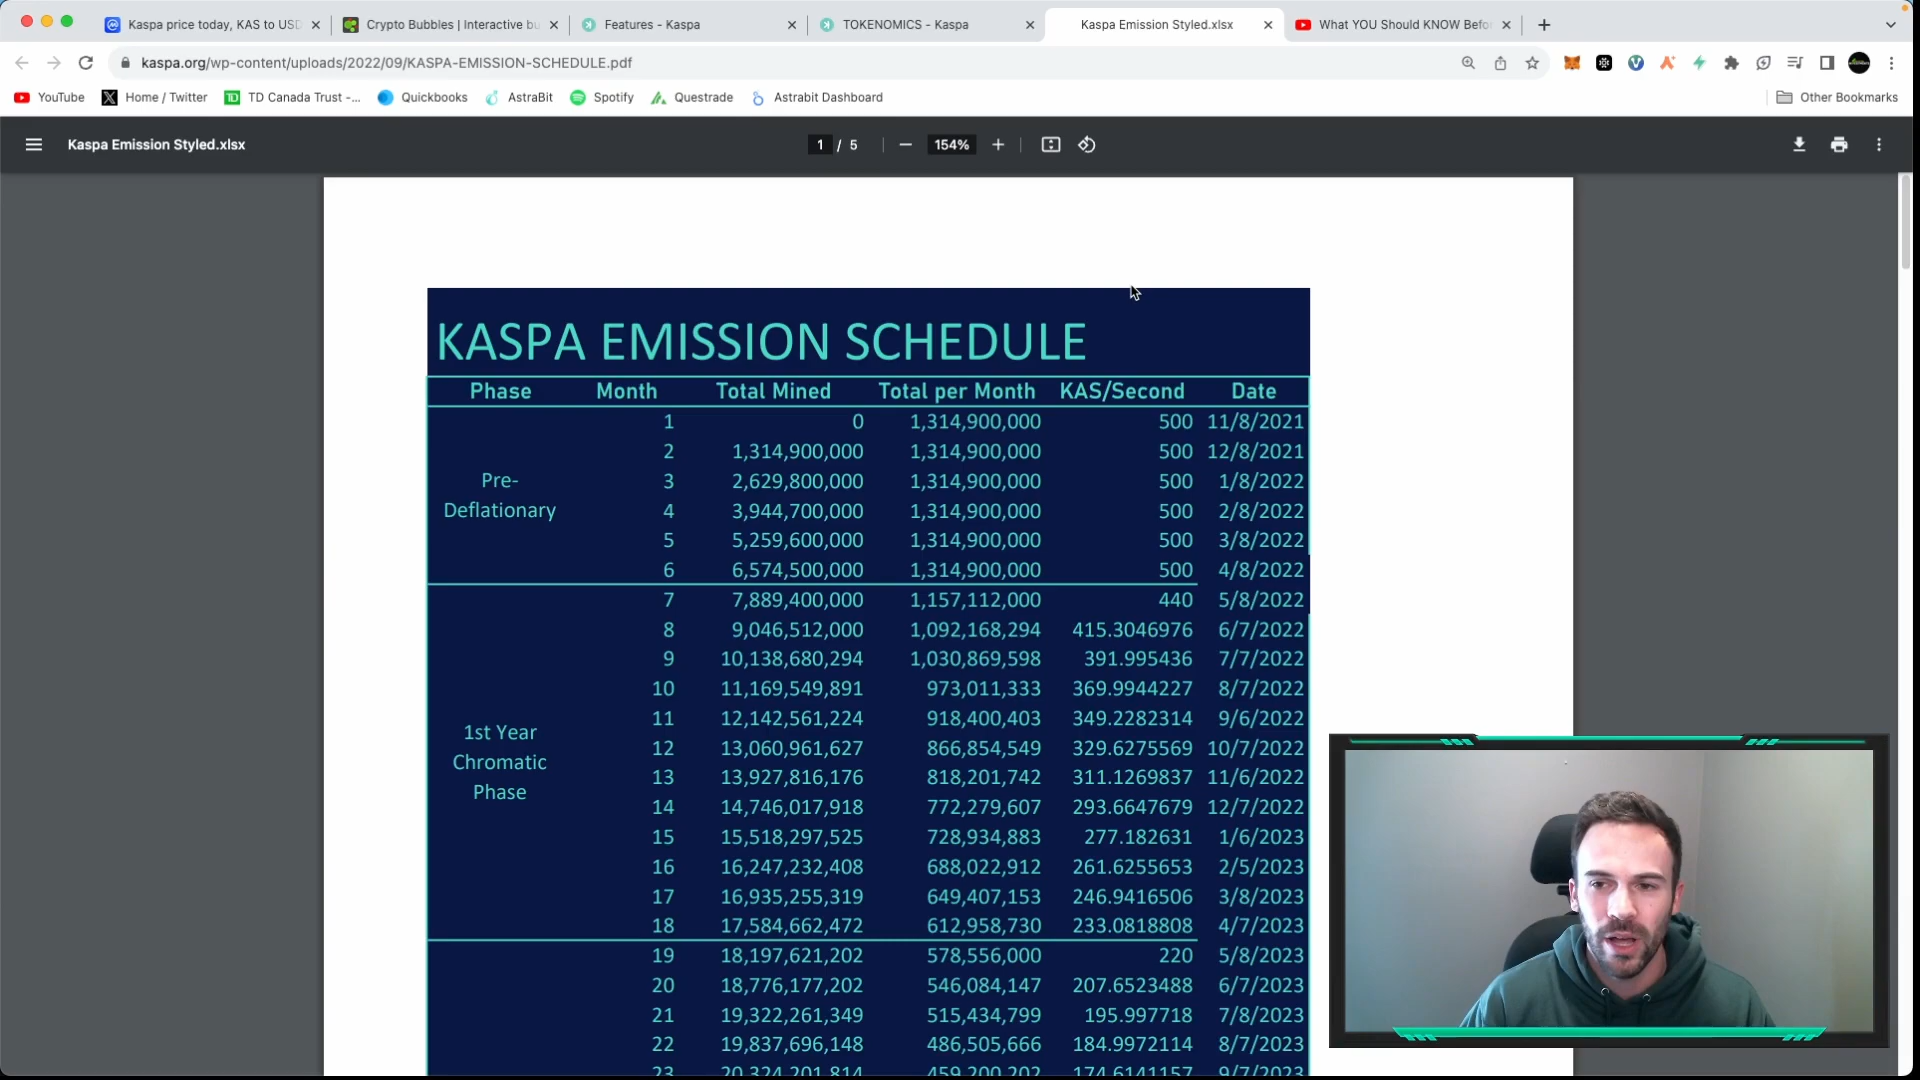 Kaspa price today, KAS to USD
Crypto Bubbles | Interactive bu
Features - Kaspa
TOKENOMICS - Kaspa
Kaspa Emission Styled.xlsx
What YOU Should KNOW Befo
kaspa.org/wp-content/uploads/2022/09/KASPA-EMISSION-SCHEDULE.pdf
YouTube
Home / Twitter
TD Canada Trust -...
Quickbooks
AstraBit
Spotify
Questrade
Astrabit Dashboard
Other Bookmarks
Kaspa Emission Styled.xlsx
1 / 5
154%
KASPA EMISSION SCHEDULE
Phase Month Total Mined Total per Month KAS/Second Date
1 0 1,314,900,000 500 11/8/2021
2 1,314,900,000 1,314,900,000 500 12/8/2021
Pre-
3 2,629,800,000 1,314,900,000 500 1/8/2022
Deflationary
4 3,944,700,000 1,314,900,000 500 2/8/2022
5 5,259,600,000 1,314,900,000 500 3/8/2022
6 6,574,500,000 1,314,900,000 500 4/8/2022
7 7,889,400,000 1,157,112,000 440 5/8/2022
8 9,046,512,000 1,092,168,294 415.3046976 6/7/2022
9 10,138,680,294 1,030,869,598 391.995436 7/7/2022
10 11,169,549,891 973,011,333 369.9944227 8/7/2022
11 12,142,561,224 918,400,403 349.2282314 9/6/2022
1st Year
12 13,060,961,627 866,854,549 329.6275569 10/7/2022
Chromatic
13 13,927,816,176 818,201,742 311.1269837 11/6/2022
Phase
14 14,746,017,918 772,279,607 293.6647679 12/7/2022
15 15,518,297,525 728,934,883 277.182631 1/6/2023
16 16,247,232,408 688,022,912 261.6255653 2/5/2023
17 16,935,255,319 649,407,153 246.9416506 3/8/2023
18 17,584,662,472 612,958,730 233.0818808 4/7/2023
19 18,197,621,202 578,556,000 220 5/8/2023
20 18,776,177,202 546,084,147 207.6523488 6/7/2023
21 19,322,261,349 515,434,799 195.997718 7/8/2023
22 19,837,696,148 486,505,666 184.9972114 8/7/2023
23 20,324,201,814 459,200,202 174.6141157 9/7/2023